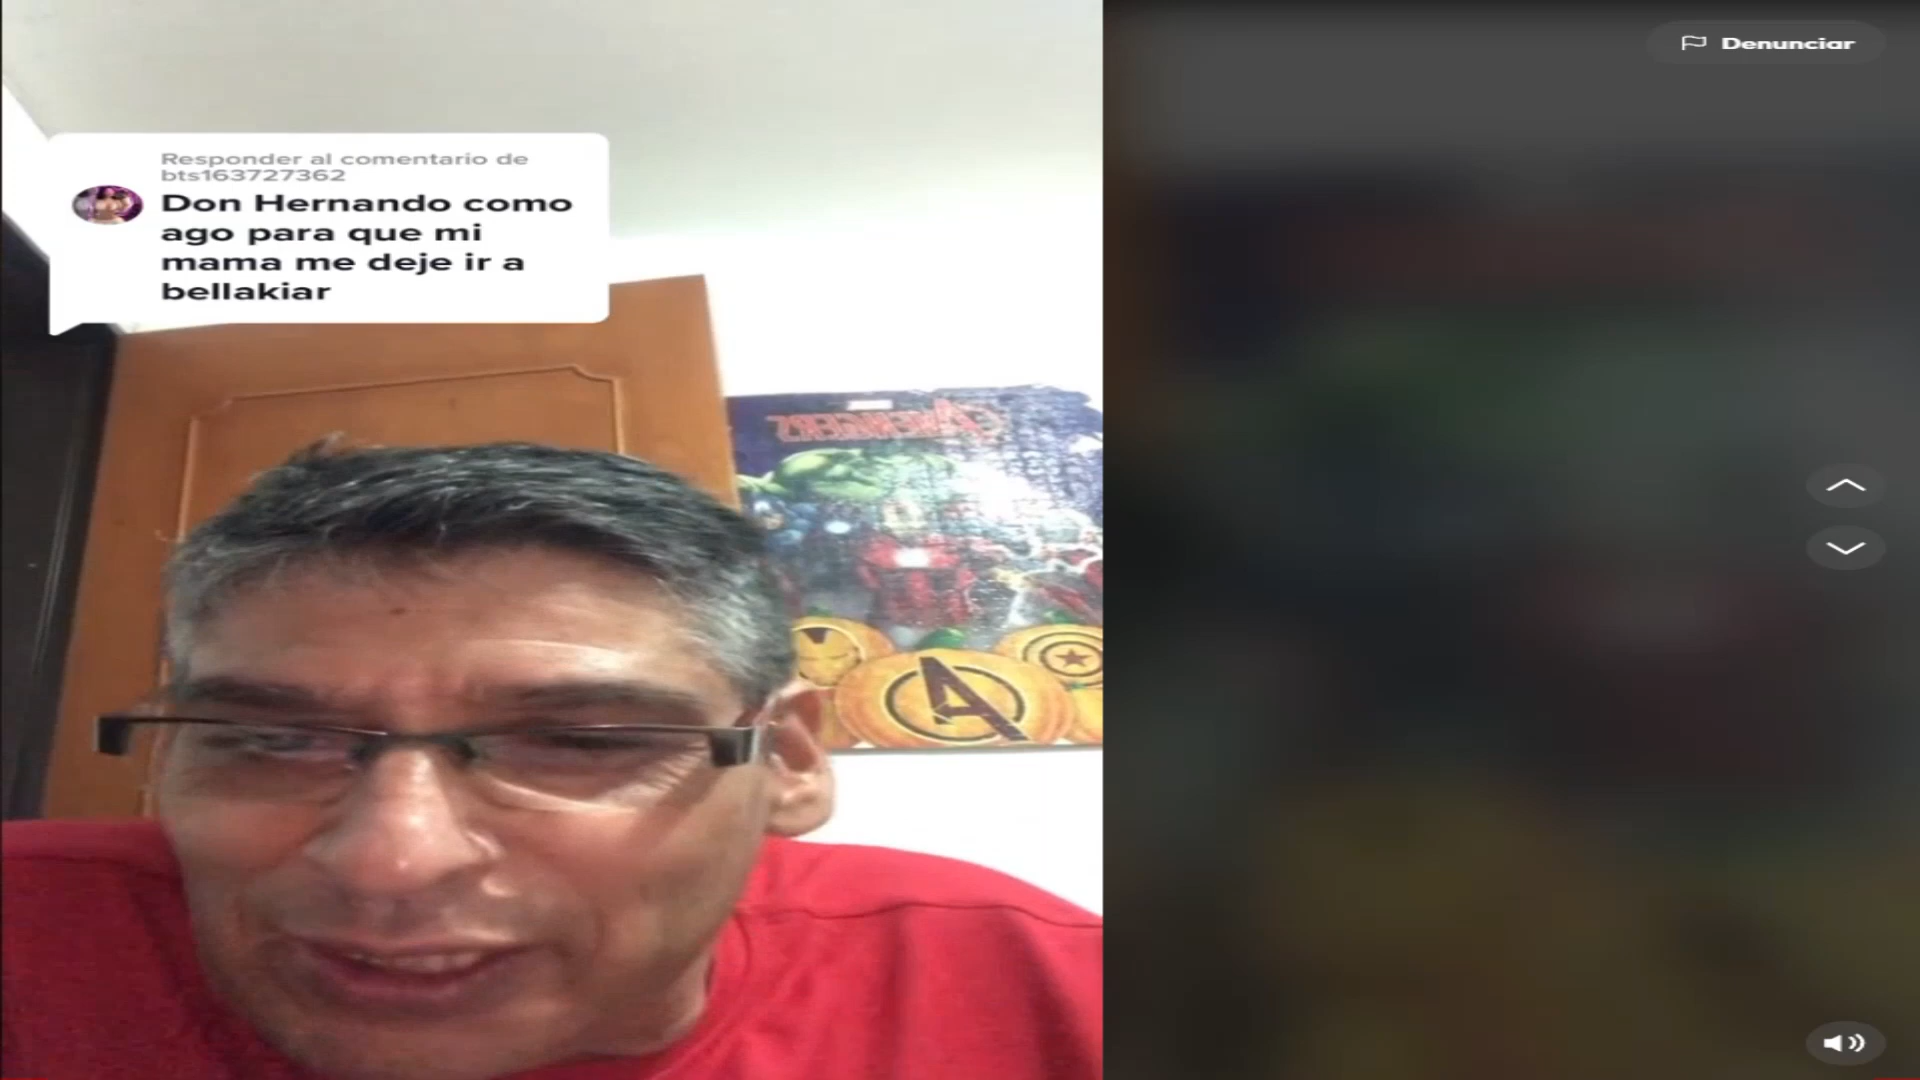 Denunciar
Responder al comentario de
bts163727362
Don Hernando como
ago para que mi
mama me deje ir a
bellakiar
AVENGERS